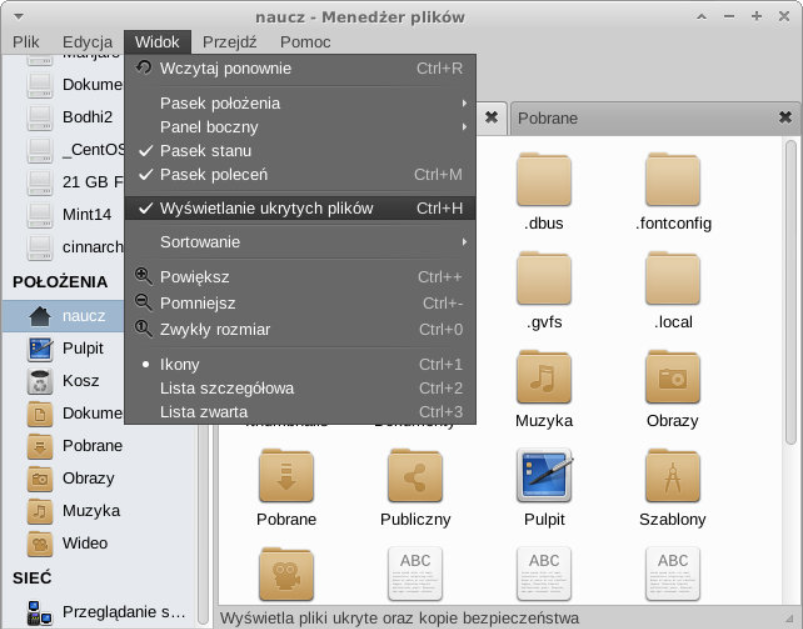 naucz - Menedżer plików
Plik Edycja Widok Przejdź Pomoc
Wczytaj ponownie Ctrl+R
Pasek położenia
Panel boczny
Pasek stanu
Pasek poleceń Ctrl+M
Wyświetlanie ukrytych plików Ctrl+H
Sortowanie
Powiększ Ctrl++
Pomniejsz Ctrl+-
Zwykły rozmiar Ctrl+0
Ikony Ctrl+1
Lista szczegółowa Ctrl+2
Lista zwarta Ctrl+3
Dokume
Bodhi2
_CentOS
21 GB F
Mint14
cinnarch
POŁOŻENIA
naucz
Pulpit
Kosz
Dokume
Pobrane
Obrazy
Muzyka
Wideo
SIEĆ
Przeglądanie s...
Pobrane
.dbus .fontconfig
.gvfs .local
Muzyka Obrazy
Pobrane Publiczny Pulpit Szablony
ABC ABC ABC
Wyświetla pliki ukryte oraz kopie bezpieczeństwa